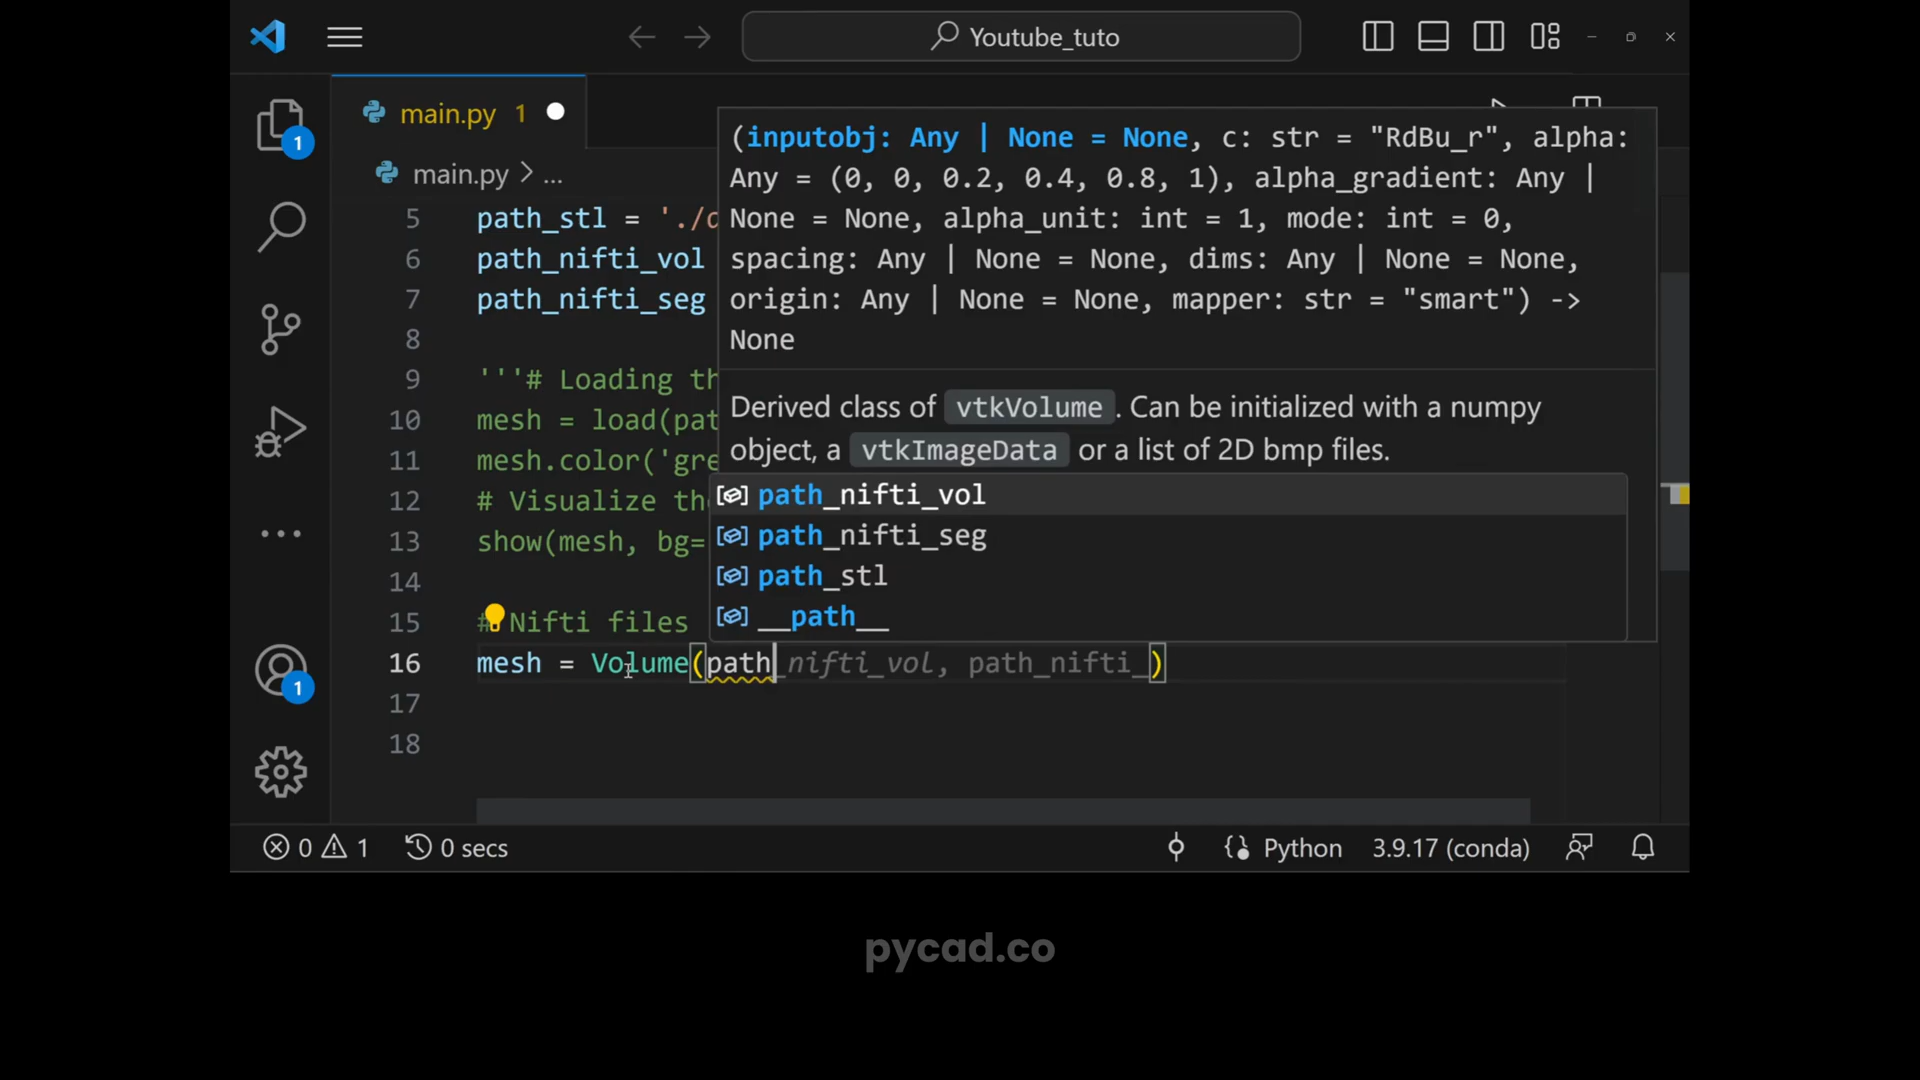 Youtube_tuto
main.py 1
main.py > ...
5 path_stl = './d
6 path_nifti_vol
7 path_nifti_seg
8
9 '''# Loading th
10 mesh = load(pat
11 mesh.color('gre
12 # Visualize the
13 show(mesh, bg=
14
15 # Nifti files
16 mesh = Volume(path_nifti_vol, path_nifti_)
17
18
(inputobj: Any | None = None, c: str = "RdBu_r", alpha:
Any = (0, 0, 0.2, 0.4, 0.8, 1), alpha_gradient: Any |
None = None, alpha_unit: int = 1, mode: int = 0,
spacing: Any | None = None, dims: Any | None = None,
origin: Any | None = None, mapper: str = "smart") ->
None
Derived class of vtkVolume. Can be initialized with a numpy
object, a vtkImageData or a list of 2D bmp files.
path_nifti_vol
path_nifti_seg
path_stl
__path__
1
1
0 1 0 secs
Python 3.9.17 (conda)
pycad.co